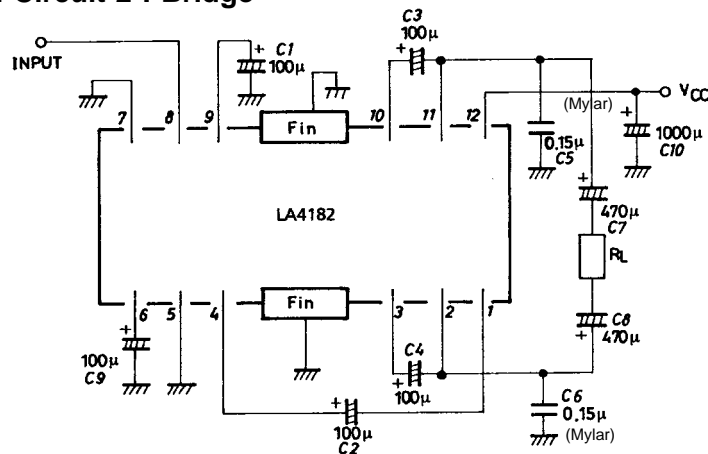 Circuit 2 : Bridge
INPUT
C1
100μ
C3
100μ
VCC
(Mylar)
0.15μ
C5
1000μ
C10
7 8 9 Fin 10 11 12
LA4182
470μ
C7
RL
6 5 4 Fin 3 2 1
100μ
C9
C4
100μ
C8
470μ
100μ
C2
C6
0.15μ
(Mylar)